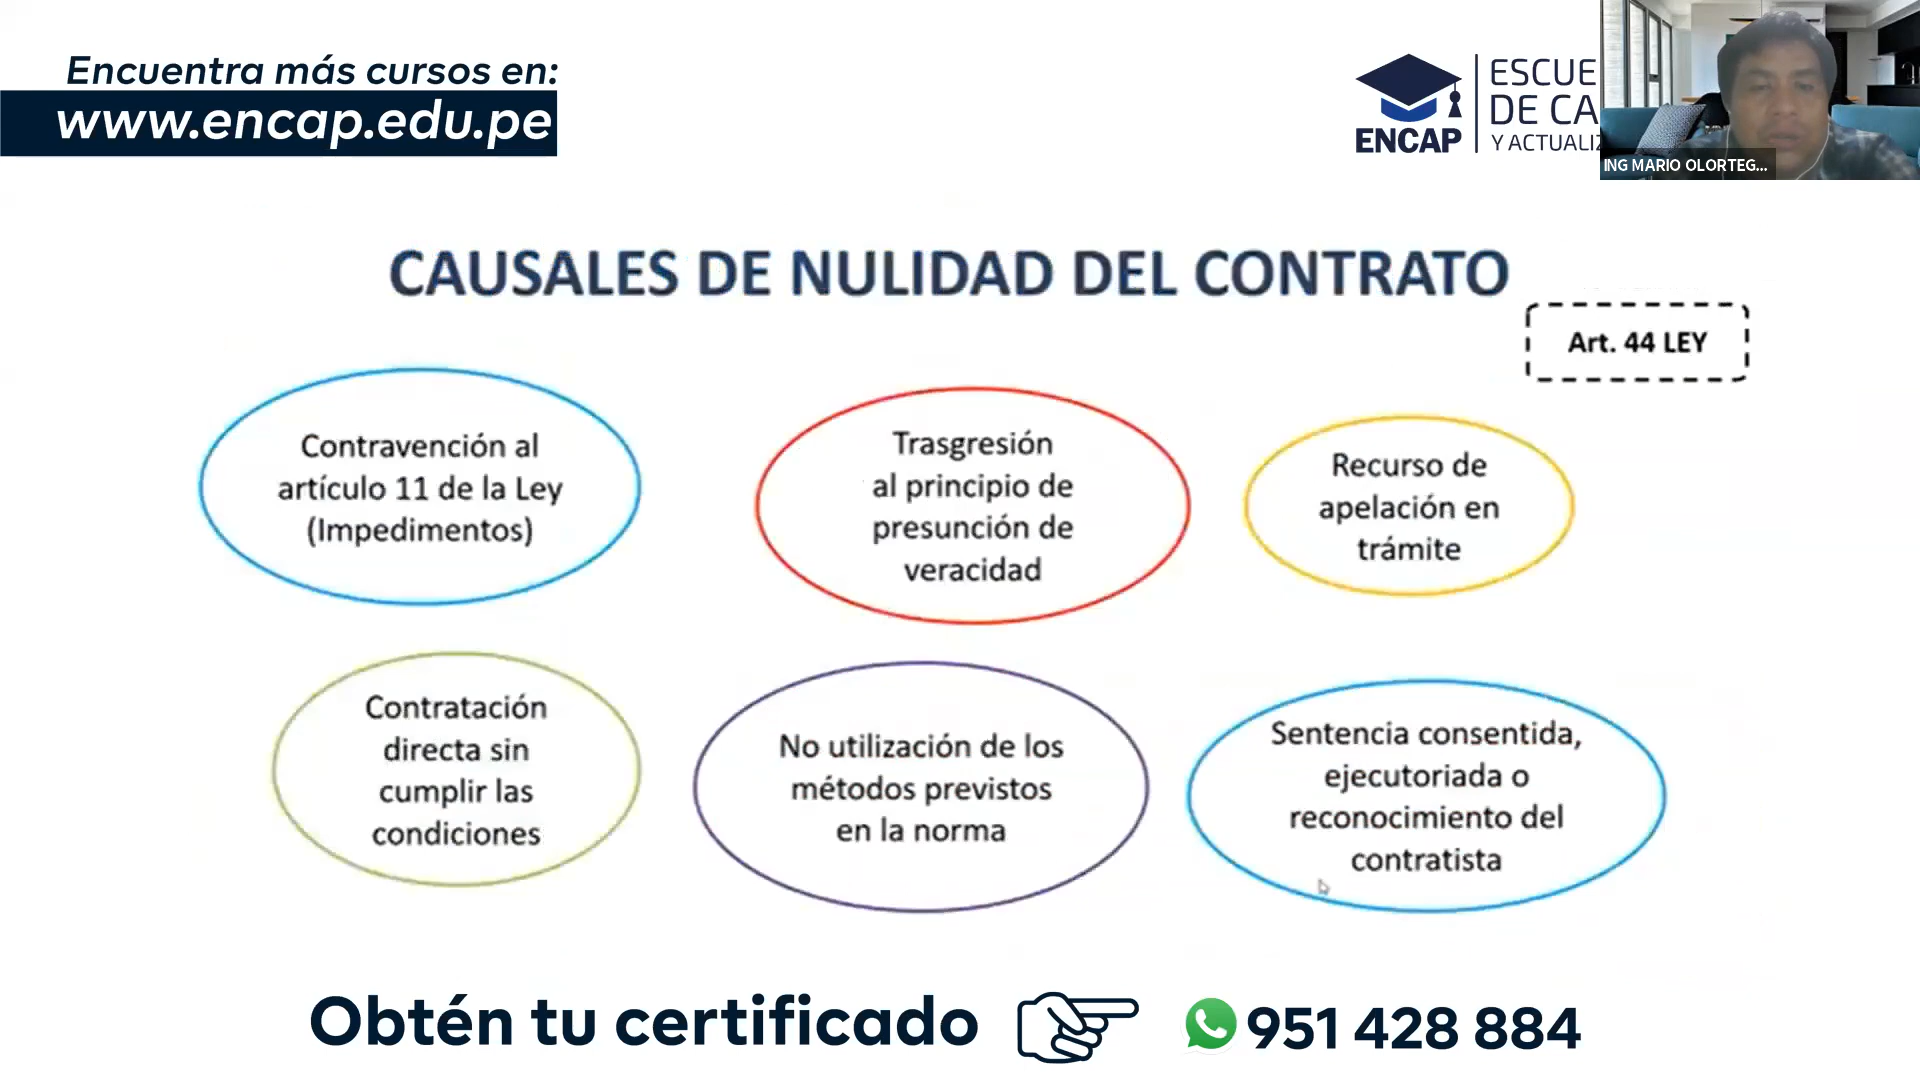 Encuentra más cursos en:
www.encap.edu.pe
ENCAP
ESCUE
DE CA
Y ACTUALIZ
ING MARIO OLORTEG...
CAUSALES DE NULIDAD DEL CONTRATO
Art. 44 LEY
Contravención al
artículo 11 de la Ley
(Impedimentos)
Trasgresión
al principio de
presunción de
veracidad
Recurso de
apelación en
trámite
Contratación
directa sin
cumplir las
condiciones
No utilización de los
métodos previstos
en la norma
Sentencia consentida,
ejecutoriada o
reconocimiento del
contratista
Obtén tu certificado
951 428 884